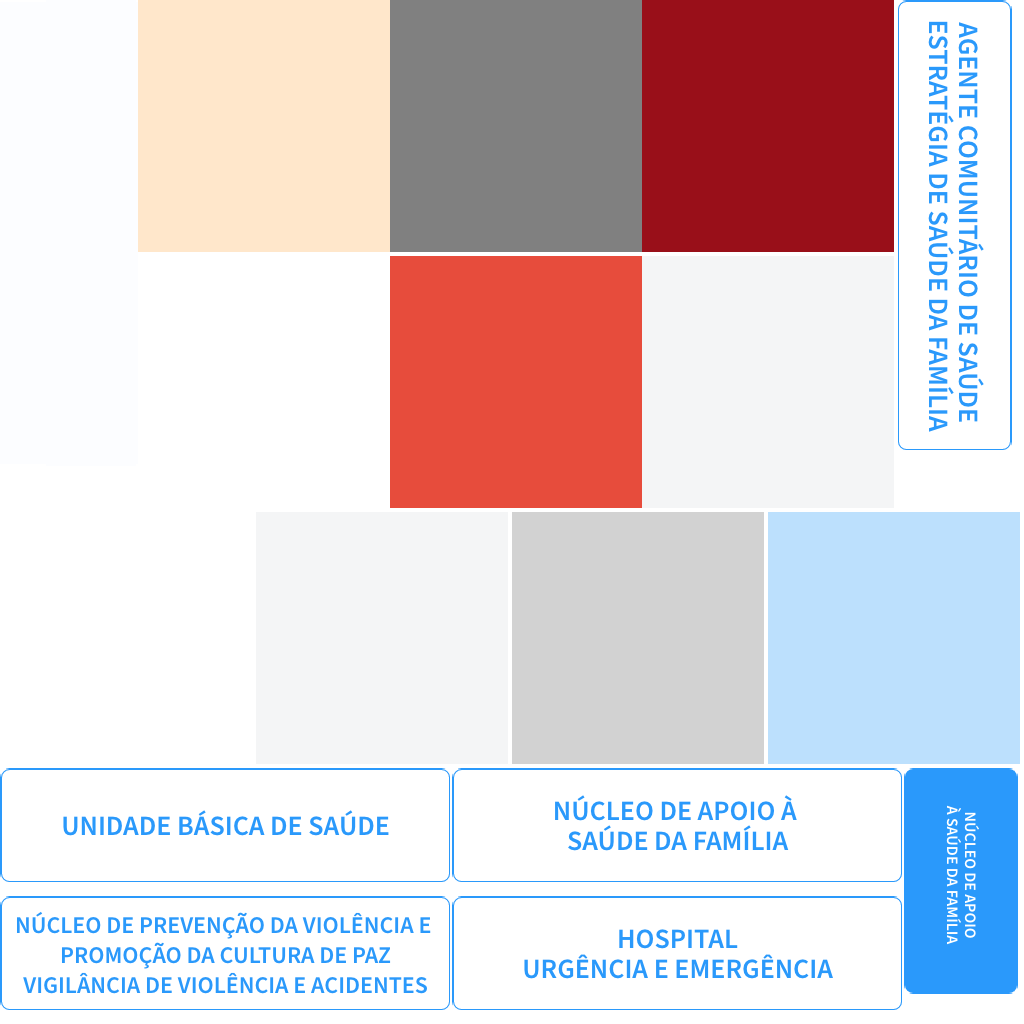 AGENTE COMUNITÁRIO DE SAÚDE
ESTRATÉGIA DE SAÚDE DA FAMÍLIA
UNIDADE BÁSICA DE SAÚDE
NÚCLEO DE APOIO À
SAÚDE DA FAMÍLIA
NÚCLEO DE APOIO
À SAÚDE DA FAMÍLIA
NÚCLEO DE PREVENÇÃO DA VIOLÊNCIA E
PROMOÇÃO DA CULTURA DE PAZ
VIGILÂNCIA DE VIOLÊNCIA E ACIDENTES
HOSPITAL
URGÊNCIA E EMERGÊNCIA